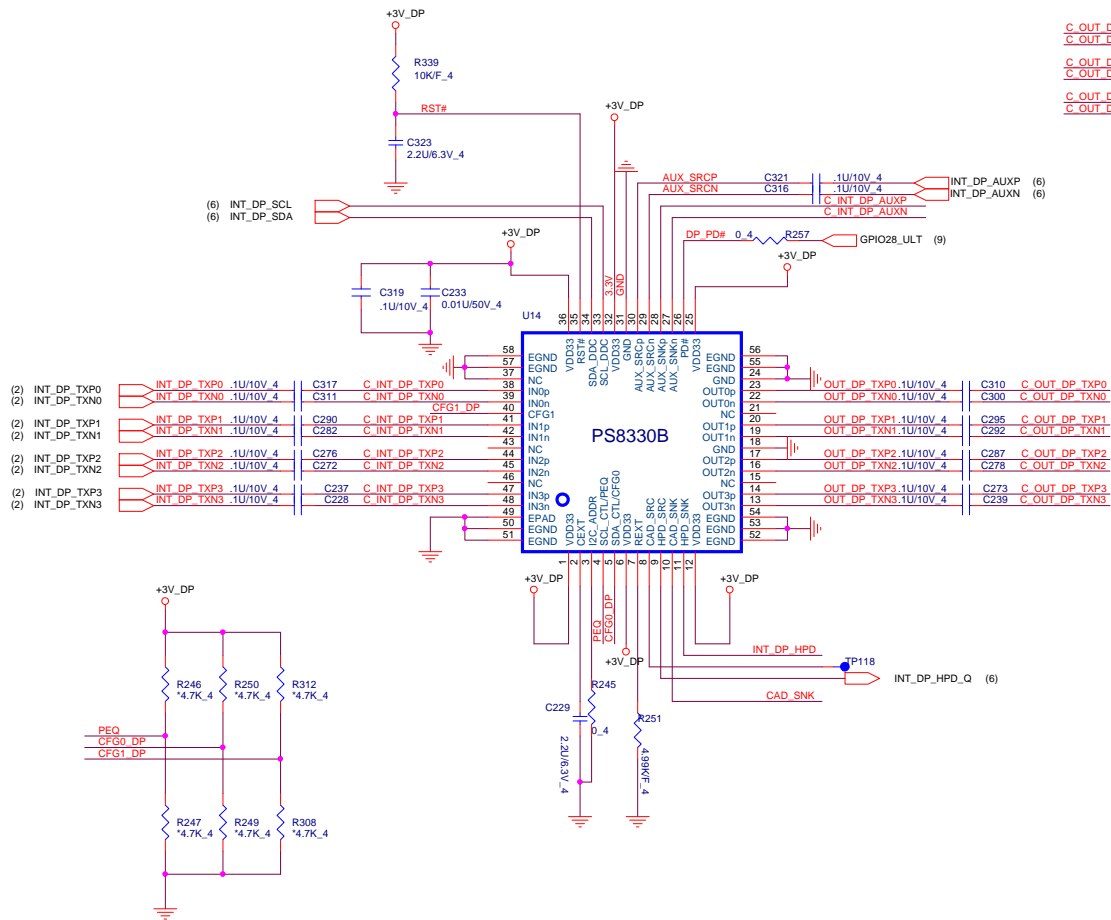 +3V_DP
R339
10K/F_4
RST#
C323
2.2U/6.3V_4
+3V_DP
C_OUT_D
C_OUT_D
C_OUT_D
C_OUT_D
C_OUT_D
C_OUT_D
AUX_SRCP C321 .1U/10V_4 INT_DP_AUXP (6)
AUX_SRCN C316 .1U/10V_4 INT_DP_AUXN (6)
C_INT_DP_AUXP
C_INT_DP_AUXN
(6) INT_DP_SCL
(6) INT_DP_SDA
DP_PD# 0_4 R257 GPIO28_ULT (9)
+3V_DP
+3V_DP
C319
.1U/10V_4
C233
0.01U/50V_4
3.3V
GND
U14
36 35 34 33 32 31 30 29 28 27 26 25
VDD33 RST# SDA_DDC SCL_DDC VDD33 GND AUX_SRCp AUX_SRCn AUX_SNKp AUX_SNKn PD# VDD33
58 EGND
57 EGND
37 NC
(2) INT_DP_TXP0 INT_DP_TXP0 .1U/10V_4 C317 C_INT_DP_TXP0 38 IN0p
(2) INT_DP_TXN0 INT_DP_TXN0 .1U/10V_4 C311 C_INT_DP_TXN0 39 IN0n
CFG1_DP 40 CFG1
(2) INT_DP_TXP1 INT_DP_TXP1 .1U/10V_4 C290 C_INT_DP_TXP1 41 IN1p
(2) INT_DP_TXN1 INT_DP_TXN1 .1U/10V_4 C282 C_INT_DP_TXN1 42 IN1n
43 NC
(2) INT_DP_TXP2 INT_DP_TXP2 .1U/10V_4 C276 C_INT_DP_TXP2 44 IN2p
(2) INT_DP_TXN2 INT_DP_TXN2 .1U/10V_4 C272 C_INT_DP_TXN2 45 IN2n
46 NC
(2) INT_DP_TXP3 INT_DP_TXP3 .1U/10V_4 C237 C_INT_DP_TXP3 47 IN3p
(2) INT_DP_TXN3 INT_DP_TXN3 .1U/10V_4 C228 C_INT_DP_TXN3 48 IN3n
49 EPAD
50 EGND
51 EGND
PS8330B
EGND 56
EGND 55
GND 24
OUT0p 23 OUT_DP_TXP0 .1U/10V_4 C310 C_OUT_DP_TXP0
OUT0n 22 OUT_DP_TXN0 .1U/10V_4 C300 C_OUT_DP_TXN0
NC 21
OUT1p 20 OUT_DP_TXP1 .1U/10V_4 C295 C_OUT_DP_TXP1
OUT1n 19 OUT_DP_TXN1 .1U/10V_4 C292 C_OUT_DP_TXN1
GND 18
OUT2p 17 OUT_DP_TXP2 .1U/10V_4 C287 C_OUT_DP_TXP2
OUT2n 16 OUT_DP_TXN2 .1U/10V_4 C278 C_OUT_DP_TXN2
NC 15
OUT3p 14 OUT_DP_TXP3 .1U/10V_4 C273 C_OUT_DP_TXP3
OUT3n 13 OUT_DP_TXN3 .1U/10V_4 C239 C_OUT_DP_TXN3
EGND 54
EGND 53
EGND 52
VDD33 CEXT I2C_ADDR SCL_CTL/PEQ SDA_CTL/CFG0 VDD33 REXT CAD_SRC HPD_SRC CAD_SNK HPD_SNK VDD33
1 2 3 4 5 6 7 8 9 10 11 12
+3V_DP
PEQ
CFG0_DP
+3V_DP
+3V_DP
INT_DP_HPD
TP118
INT_DP_HPD_Q (6)
CAD_SNK
C229
2.2U/6.3V_4
R245
0_4
R251
4.99K/F_4
+3V_DP
R246
*4.7K_4
R250
*4.7K_4
R312
*4.7K_4
PEQ
CFG0_DP
CFG1_DP
R247
*4.7K_4
R249
*4.7K_4
R308
*4.7K_4